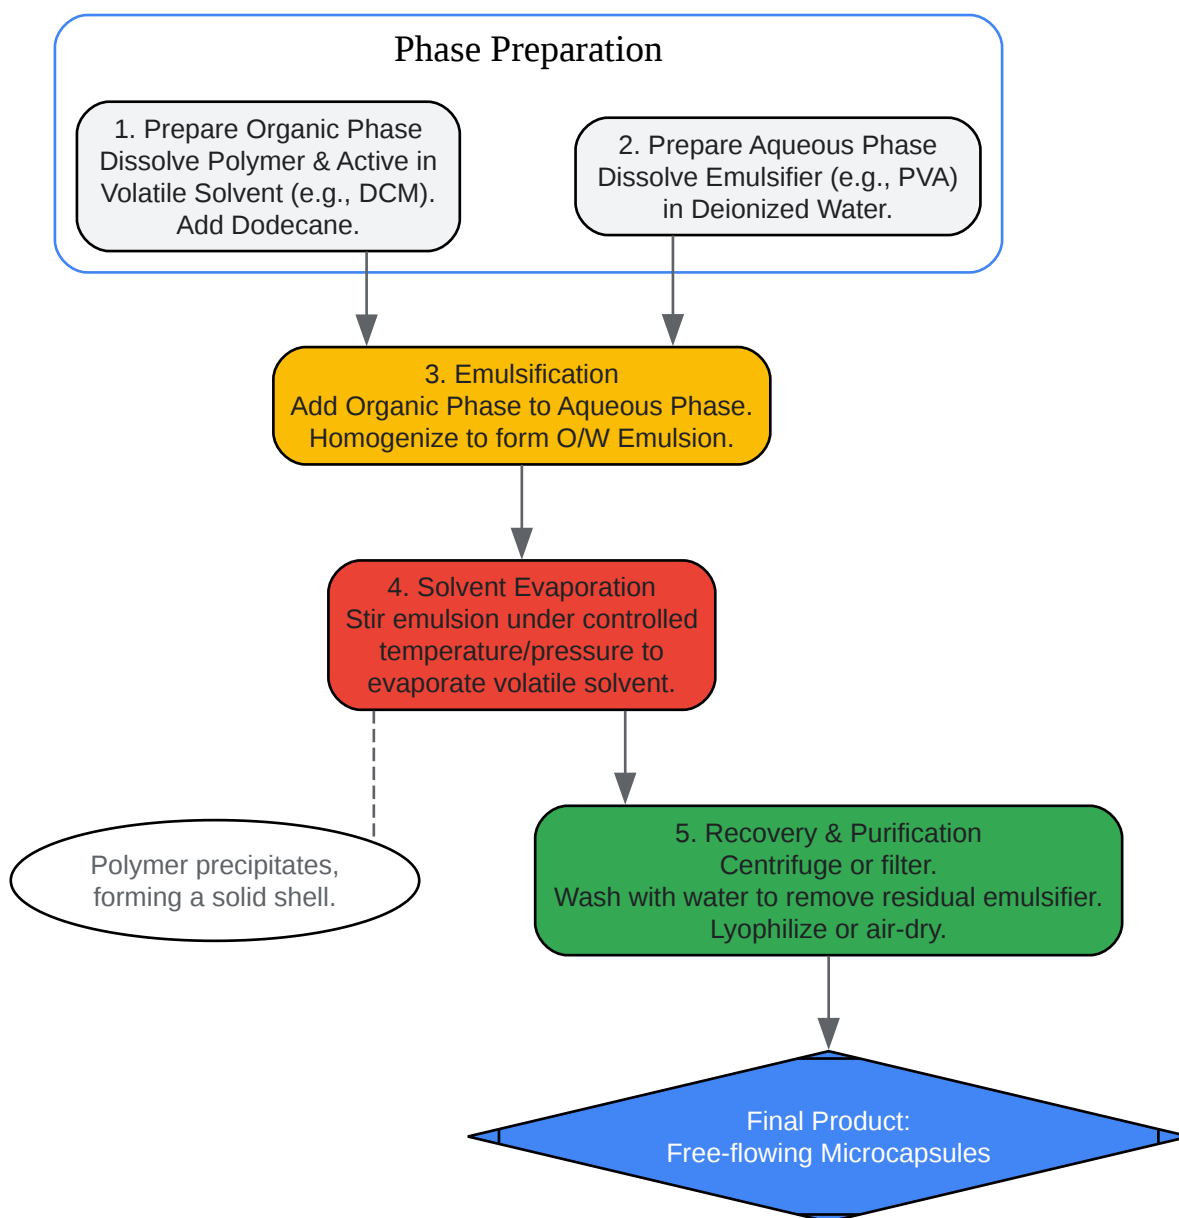 Phase Preparation
1. Prepare Organic Phase
Dissolve Polymer & Active in
Volatile Solvent (e.g., DCM).
Add Dodecane.
2. Prepare Aqueous Phase
Dissolve Emulsifier (e.g., PVA)
in Deionized Water.
3. Emulsification
Add Organic Phase to Aqueous Phase.
Homogenize to form O/W Emulsion.
4. Solvent Evaporation
Stir emulsion under controlled
temperature/pressure to
evaporate volatile solvent.
Polymer precipitates,
forming a solid shell.
5. Recovery & Purification
Centrifuge or filter.
Wash with water to remove residual emulsifier.
Lyophilize or air-dry.
Final Product:
Free-flowing Microcapsules